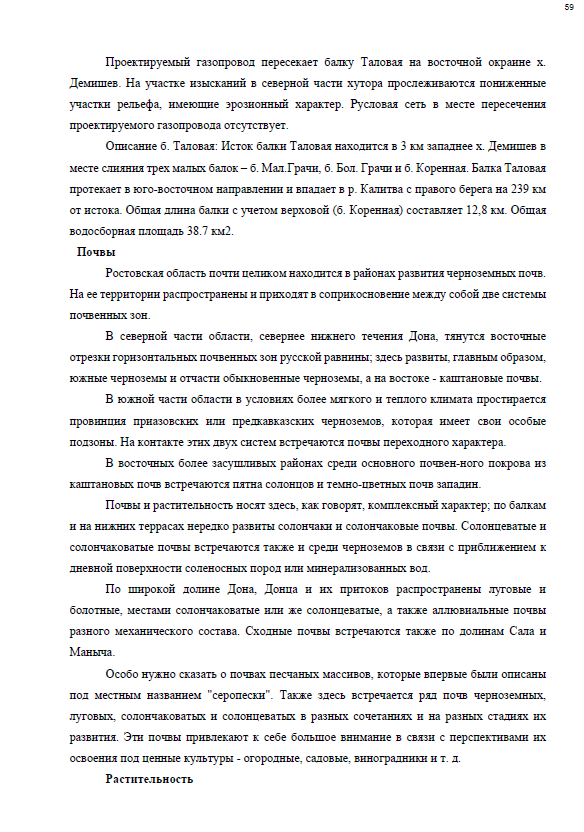 59
Проектируемый газопровод пересекает балку Таловая на восточной окраине х.
Демишев. На участке изысканий в северной части хутора прослеживаются пониженные
участки рельефа, имеющие эрозионный характер. Русловая сеть в месте пересечения
проектируемого газопровода отсутствует.
Описание б. Таловая: Исток балки Таловая находится в 3 км западнее х. Демишев в
месте слияния трех малых балок – б. Мал.Грачи, б. Бол. Грачи и б. Коренная. Балка Таловая
протекает в юго-восточном направлении и впадает в р. Калитва с правого берега на 239 км
от истока. Общая длина балки с учетом верховой (б. Коренная) составляет 12,8 км. Общая
водосборная площадь 38.7 км2.
Почвы
Ростовская область почти целиком находится в районах развития черноземных почв.
На ее территории распространены и приходят в соприкосновение между собой две системы
почвенных зон.
В северной части области, севернее нижнего течения Дона, тянутся восточные
отрезки горизонтальных почвенных зон русской равнины; здесь развиты, главным образом,
южные черноземы и отчасти обыкновенные черноземы, а на востоке - каштановые почвы.
В южной части области в условиях более мягкого и теплого климата простирается
провинция приазовских или предкавказских черноземов, которая имеет свои особые
подзоны. На контакте этих двух систем встречаются почвы переходного характера.
В восточных более засушливых районах среди основного почвен-ного покрова из
каштановых почв встречаются пятна солонцов и темно-цветных почв западин.
Почвы и растительность носят здесь, как говорят, комплексный характер; по балкам
и на нижних террасах нередко развиты солончаки и солончаковые почвы. Солонцеватые и
солончаковатые почвы встречаются также и среди черноземов в связи с приближением к
дневной поверхности соленосных пород или минерализованных вод.
По широкой долине Дона, Донца и их притоков распространены луговые и
болотные, местами солончаковатые или же солонцеватые, а также аллювиальные почвы
разного механического состава. Сходные почвы встречаются также по долинам Сала и
Маныча.
Особо нужно сказать о почвах песчаных массивов, которые впервые были описаны
под местным названием "серопески". Также здесь встречается ряд почв черноземных,
луговых, солончаковатых и солонцеватых в разных сочетаниях и на разных стадиях их
развития. Эти почвы привлекают к себе большое внимание в связи с перспективами их
освоения под ценные культуры - огородные, садовые, виноградники и т. д.
Растительность